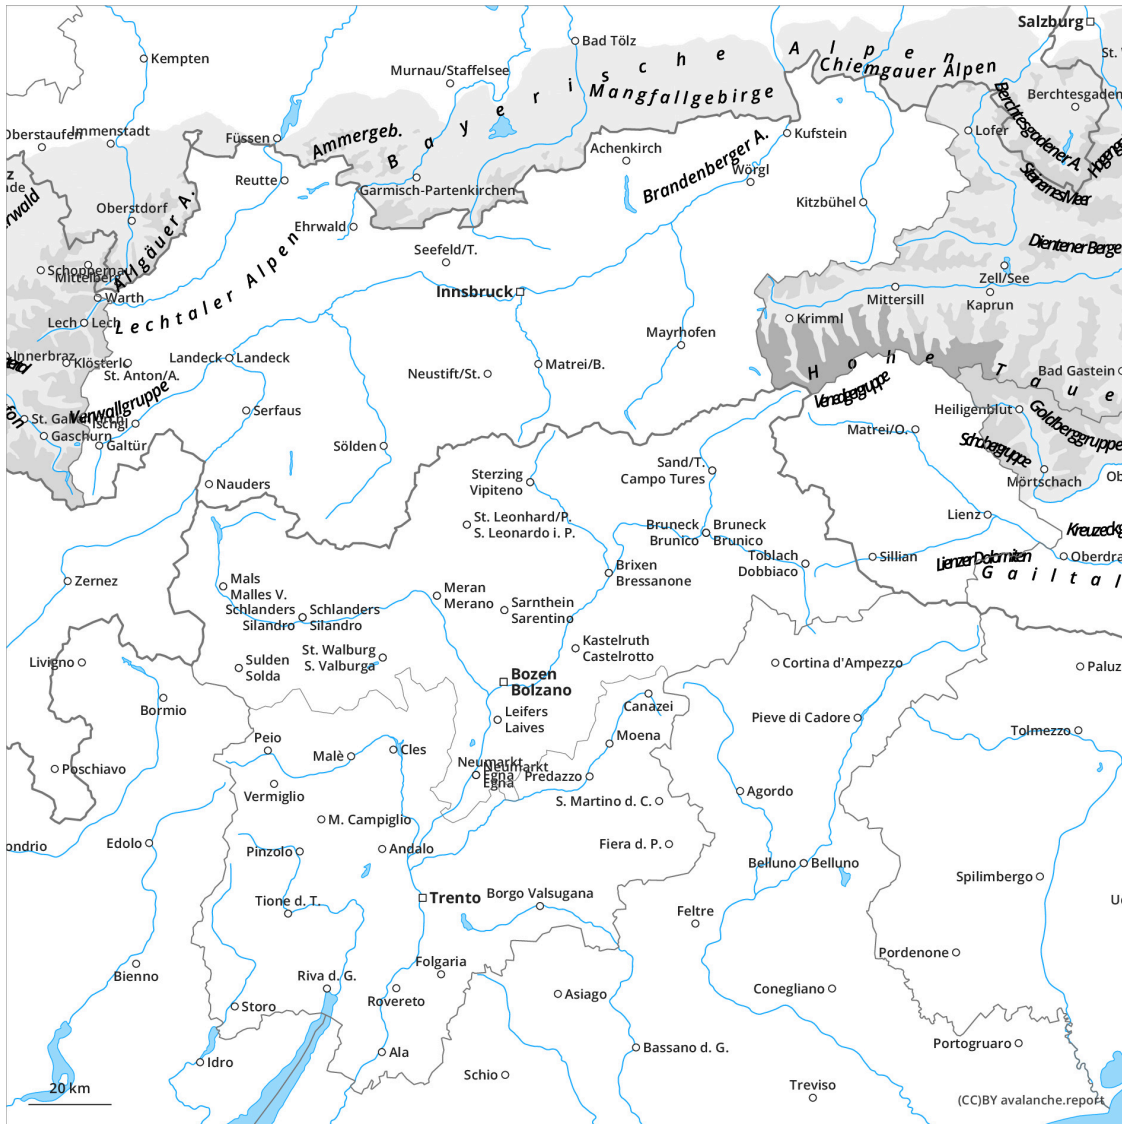 Salzburg
Bad Tölz
Kempten
Murnau/Staffelsee
B a y e r i s c h e A l p e n
Chiemgauer Alpen
Mangfallgebirge
Berchtesgaden
Berchtesgadener A.
Oberstaufen
Immenstadt
Füssen
Ammergeb.
Achenkirch
Brandenberger A.
Kufstein
Lofer
Steinernes Meer
Reutte
Garmisch-Partenkirchen
Wörgl
Kitzbühel
Oberstdorf
Allgäuer A.
Ehrwald
Seefeld/T.
Dientener Berge
Mittelberg
Warth
Lechtaler Alpen
Innsbruck
Zell/See
Mittersill
Kaprun
Lech
Lech
Krimml
Mayrhofen
Innerbraz
Klösterle
St. Anton/A.
Landeck
Landeck
Neustift/St.
Matrei/B.
Hohe Taue
Bad Gastein
Venedigergruppe
Verwallgruppe
Ischgl
Serfaus
Heiligenblut
Goldberggruppe
Gaschurn
Galtür
Sölden
Matrei/O.
Schobergruppe
Nauders
Sterzing
Vipiteno
Sand/T.
Campo Tures
Mörtschach
St. Leonhard/P.
S. Leonardo i. P.
Bruneck
Brunico
Bruneck
Brunico
Lienz
Toblach
Dobbiaco
Sillian
Lienzer Dolomiten
Oberdra
Gailtal
Zernez
Mals
Malles V.
Meran
Merano
Brixen
Bressanone
Schlanders
Silandro
Schlanders
Silandro
Sarnthein
Sarentino
Livigno
Sulden
Solda
St. Walburg
S. Valburga
Kastelruth
Castelrotto
Cortina d'Ampezzo
Paluz
Bozen
Bolzano
Bormio
Leifers
Laives
Canazei
Pieve di Cadore
Tolmezzo
Peio
Malè
Cles
Moena
Poschiavo
Vermiglio
Neumarkt
Egna
Neumarkt
Egna
Predazzo
S. Martino d. C.
Agordo
M. Campiglio
Edolo
Pinzolo
Andalo
Fiera d. P.
Belluno
Belluno
Spilimbergo
Tione d. T.
Trento
Borgo Valsugana
Feltre
Pordenone
Bienno
Riva d. G.
Folgaria
Rovereto
Asiago
Conegliano
Storo
Idro
Ala
Bassano d. G.
Portogruaro
Schio
Treviso
20 km
(CC)BY avalanche.report